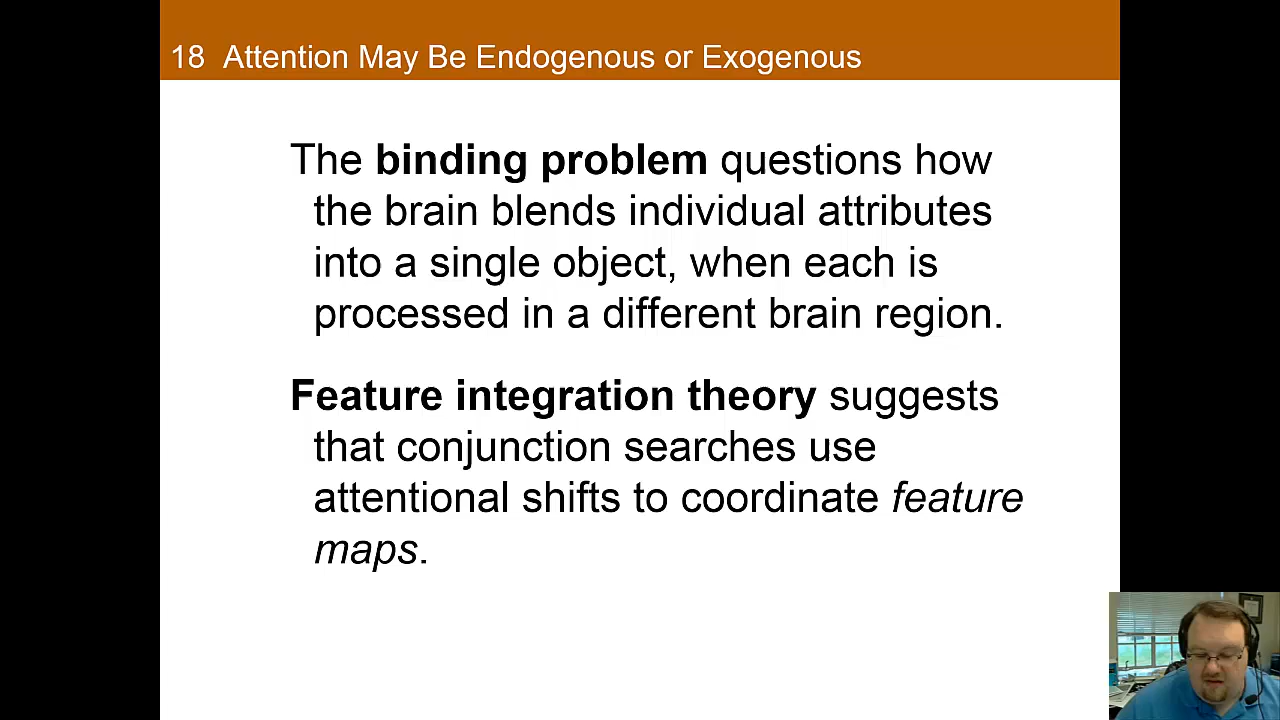 18 Attention May Be Endogenous or Exogenous
The binding problem questions how
the brain blends individual attributes
into a single object, when each is
processed in a different brain region.
Feature integration theory suggests
that conjunction searches use
attentional shifts to coordinate feature
maps.